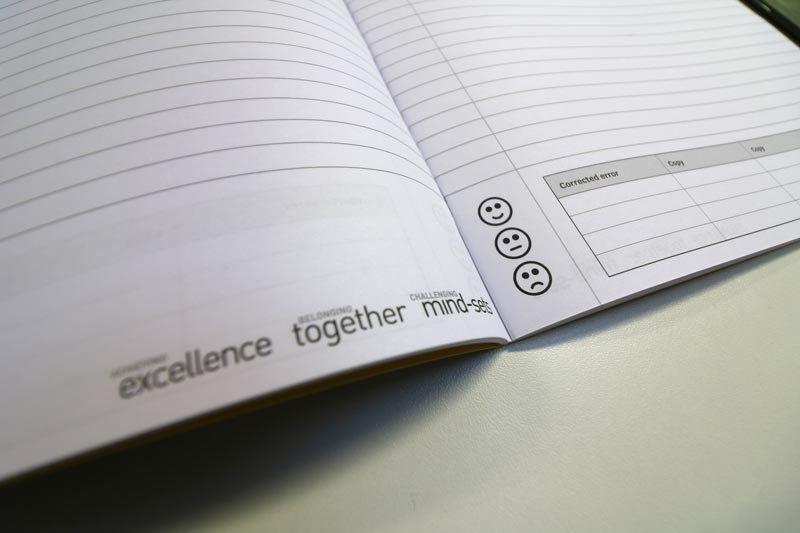 excellence
BELONGING
together
CHALLENGING
mind-sets
Corrected error Copy Copy